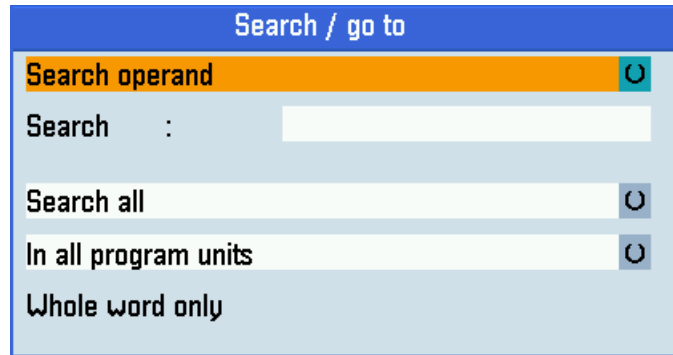 Search / go to
Search operand
Search :
Search all
In all program units
Whole word only